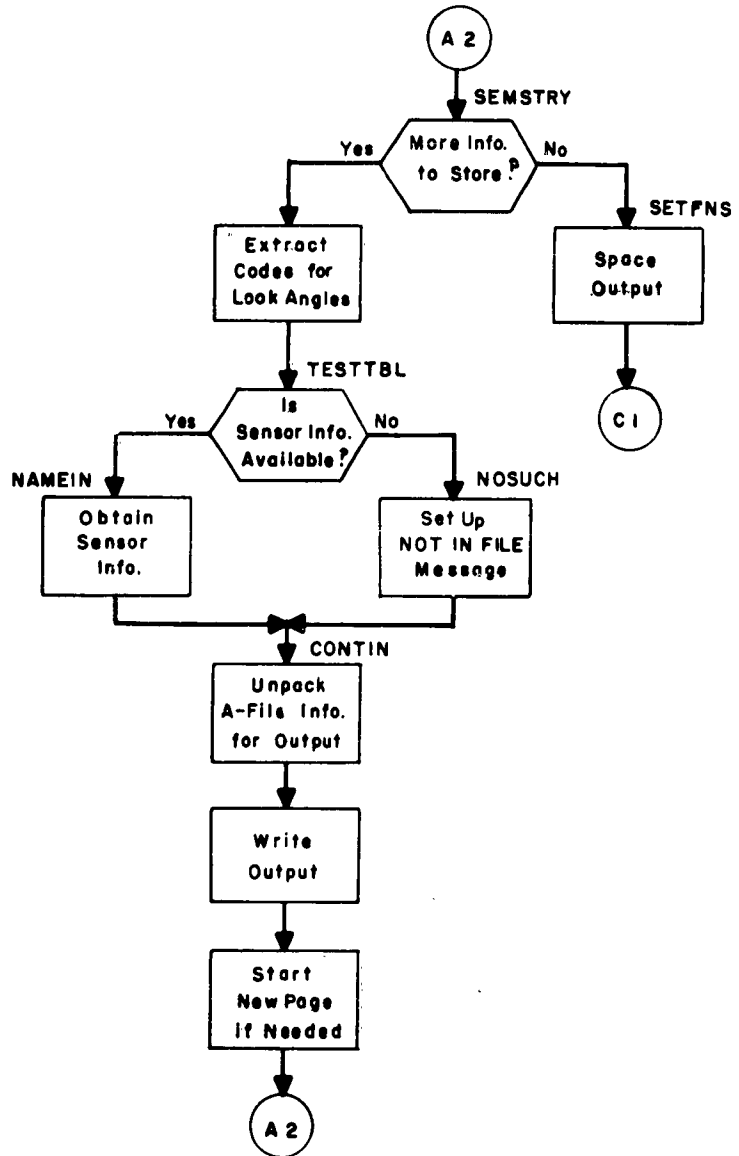 A2
SEMSTRY
Yes
More Info.
to Store?
No
SETFNS
Extract
Codes for
Look Angles
Space
Output
TESTTBL
C1
Is
Sensor Info.
Available?
Yes
No
NAMEIN
NOSUCH
Obtain
Sensor
Info.
Set Up
NOT IN FILE
Message
CONTIN
Unpack
A-File Info.
for Output
Write
Output
Start
New Page
if Needed
A2